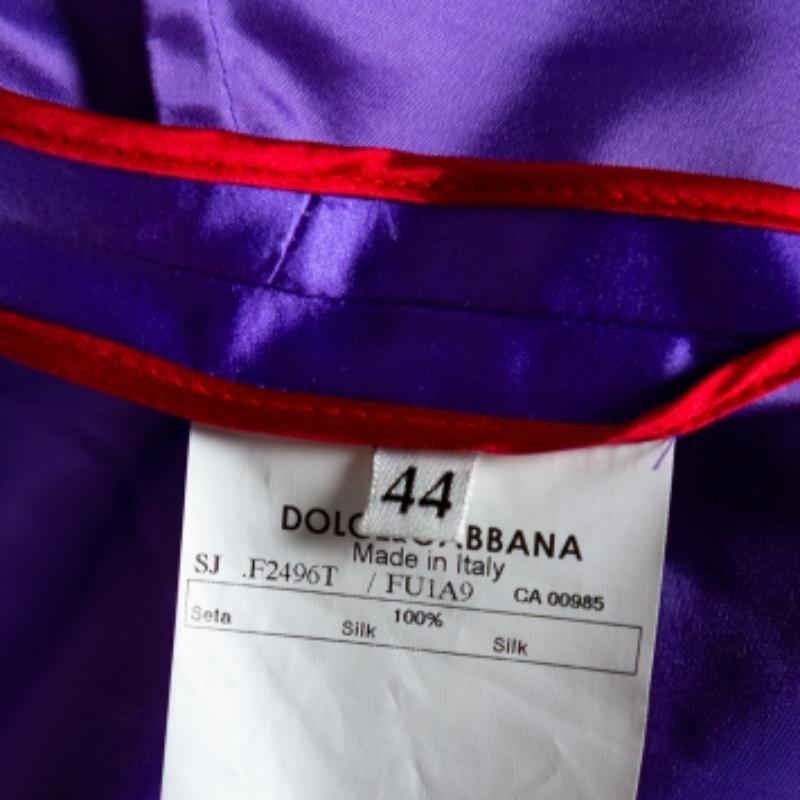 44
DOLCE&GABBANA
Made in Italy
SJ .F2496T / FU1A9 CA 00985
100%
Seta Silk Silk